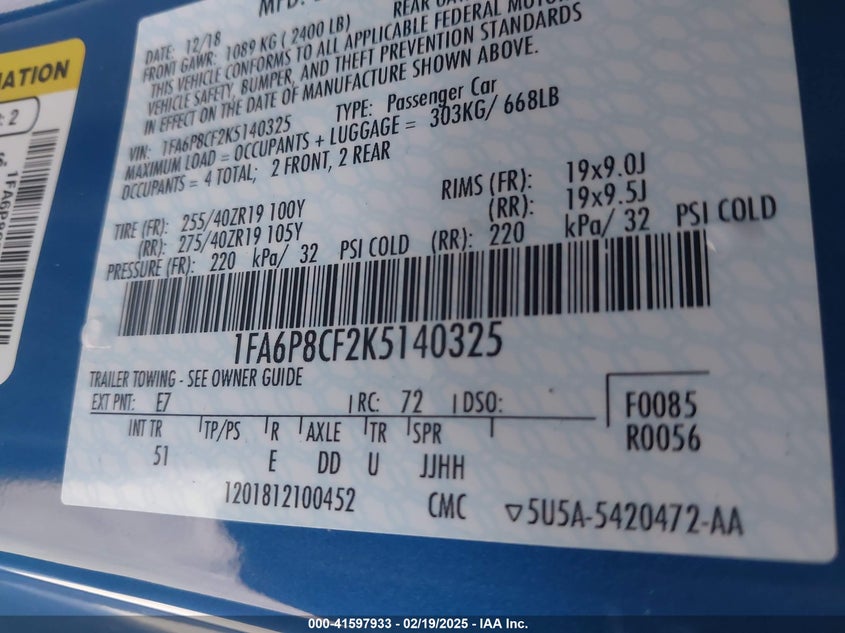 MFD.
REAR
DATE: 12/18
FRONT GAWR: 1089 KG ( 2400 LB)
THIS VEHICLE CONFORMS TO ALL APPLICABLE FEDERAL MOTOR
VEHICLE SAFETY, BUMPER, AND THEFT PREVENTION STANDARDS
IN EFFECT ON THE DATE OF MANUFACTURE SHOWN ABOVE.
VIN: 1FA6P8CF2K5140325 TYPE: Passenger Car
MAXIMUM LOAD = OCCUPANTS + LUGGAGE = 303KG/ 668LB
OCCUPANTS = 4 TOTAL; 2 FRONT, 2 REAR
TIRE (FR): 255/40ZR19 100Y RIMS (FR): 19x9.0J
(RR): 275/40ZR19 105Y (RR): 19x9.5J
PRESSURE (FR): 220 kPa/ 32 PSI COLD (RR): 220 kPa/ 32 PSI COLD
1FA6P8CF2K5140325
TRAILER TOWING - SEE OWNER GUIDE
EXT PNT: E7 RC: 72 DSO: F0085
INT TR TP/PS R AXLE TR SPR R0056
51 E DD U JJHH
1201812100452 CMC 5U5A-5420472-AA
MATION
: 2
000-41597933 - 02/19/2025 - IAA Inc.